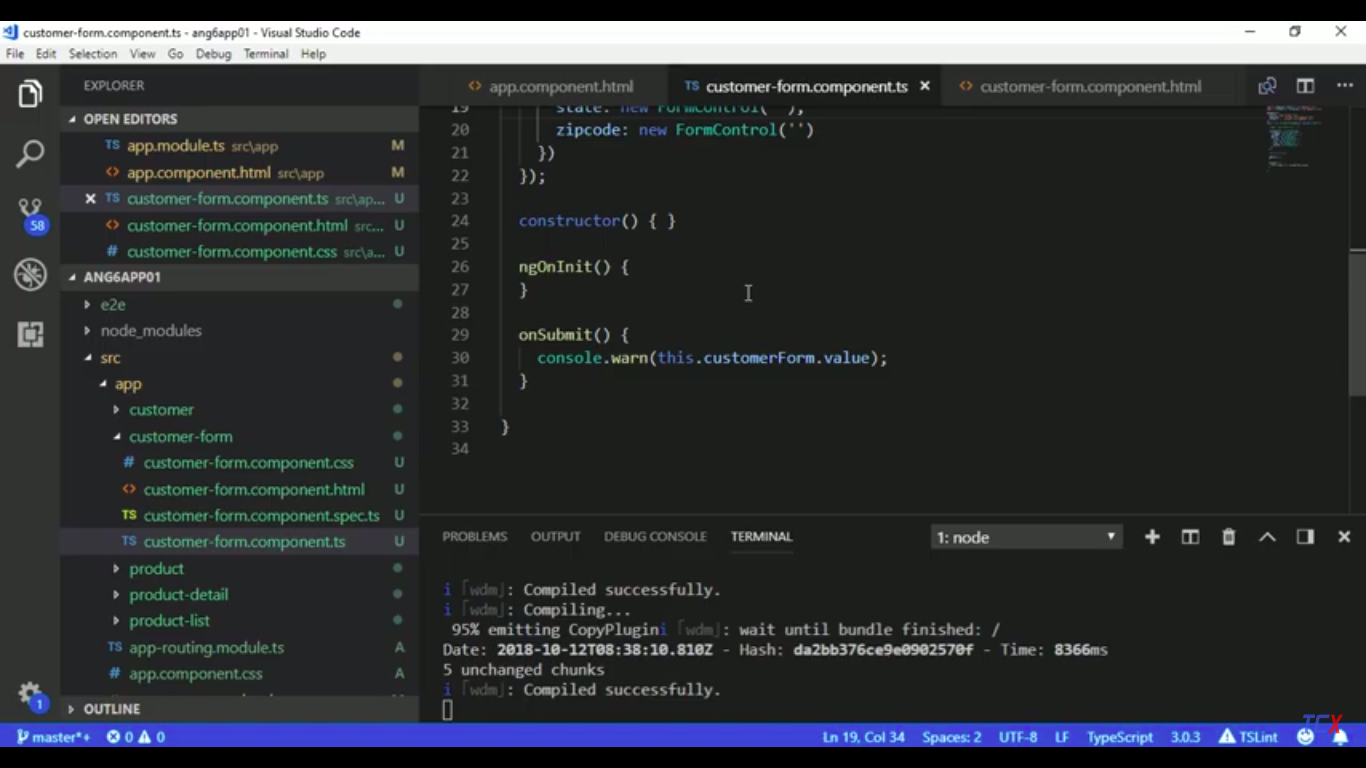 customer-form.component.ts - ang6app01 - Visual Studio Code
File Edit Selection View Go Debug Terminal Help
EXPLORER
app.component.html
TS customer-form.component.ts
customer-form.component.html
OPEN EDITORS
TS app.module.ts src\app M
app.component.html src\app M
TS customer-form.component.ts src\ap... U
customer-form.component.html src... U
# customer-form.component.css src\a... U
ANG6APP01
e2e
node_modules
src
app
customer
customer-form
# customer-form.component.css U
customer-form.component.html U
TS customer-form.component.spec.ts U
TS customer-form.component.ts U
product
product-detail
product-list
TS app-routing.module.ts A
# app.component.css A
OUTLINE
58
1
19 state: new FormControl(''),
20 zipcode: new FormControl('')
21 })
22 });
23
24 constructor() { }
25
26 ngOnInit() {
27 }
28
29 onSubmit() {
30 console.warn(this.customerForm.value);
31 }
32
33 }
34
PROBLEMS OUTPUT DEBUG CONSOLE TERMINAL 1: node
i ｢wdm｣: Compiled successfully.
i ｢wdm｣: Compiling...
95% emitting CopyPlugini ｢wdm｣: wait until bundle finished: /
Date: 2018-10-12T08:38:10.810Z - Hash: da2bb376ce9e0902570f - Time: 8366ms
5 unchanged chunks
i ｢wdm｣: Compiled successfully.
master*+ 0 0 Ln 19, Col 34 Spaces: 2 UTF-8 LF TypeScript 3.0.3 TSLint